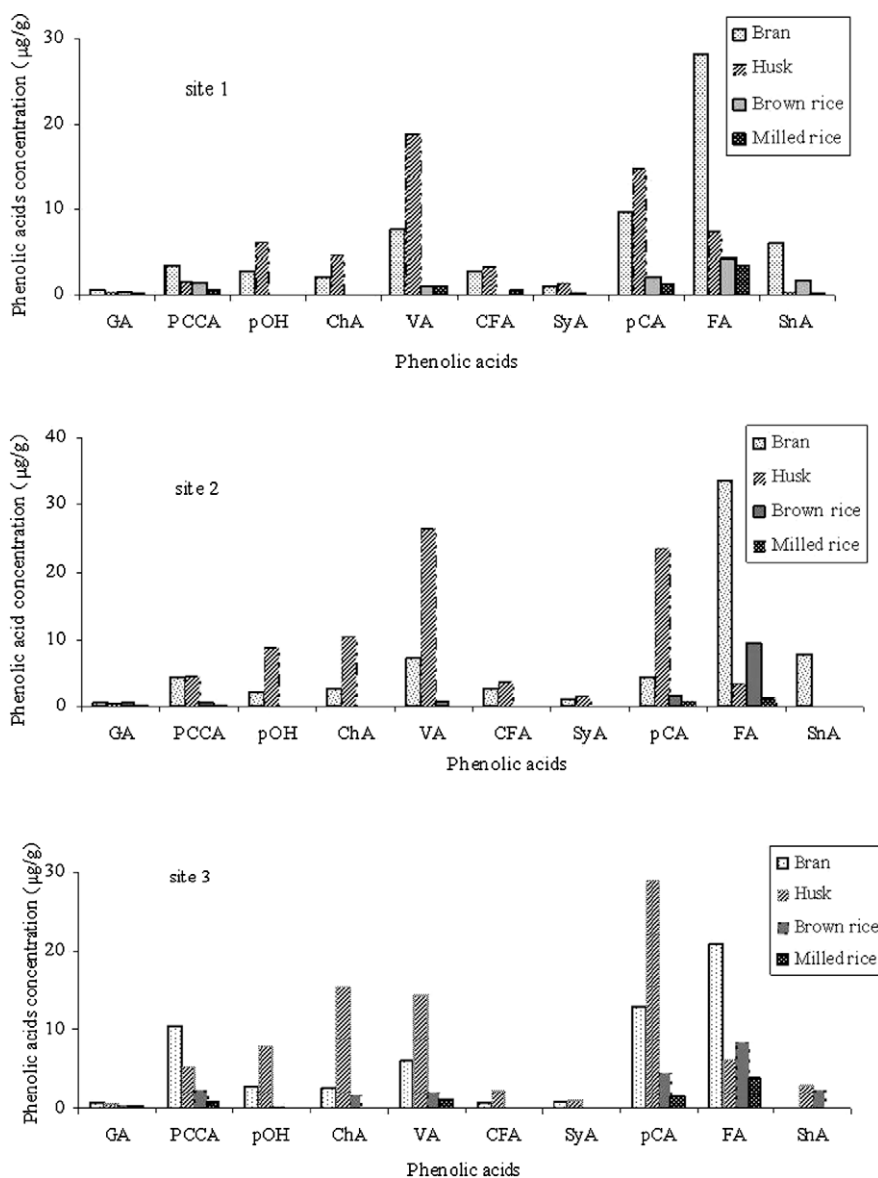 Phenolic acids concentration (μg/g)
30
20
10
0
site 1
Bran
Husk
Brown rice
Milled rice
GA PCCA pOH ChA VA CFA SyA pCA FA SnA
Phenolic acids
Phenolic acid concentration (μg/g)
40
30
20
10
0
site 2
Bran
Husk
Brown rice
Milled rice
GA PCCA pOH ChA VA CFA SyA pCA FA SnA
Phenolic acids
Phenolic acids concentration (μg/g)
30
20
10
0
site 3
Bran
Husk
Brown rice
Milled rice
GA PCCA pOH ChA VA CFA SyA pCA FA SnA
Phenolic acids